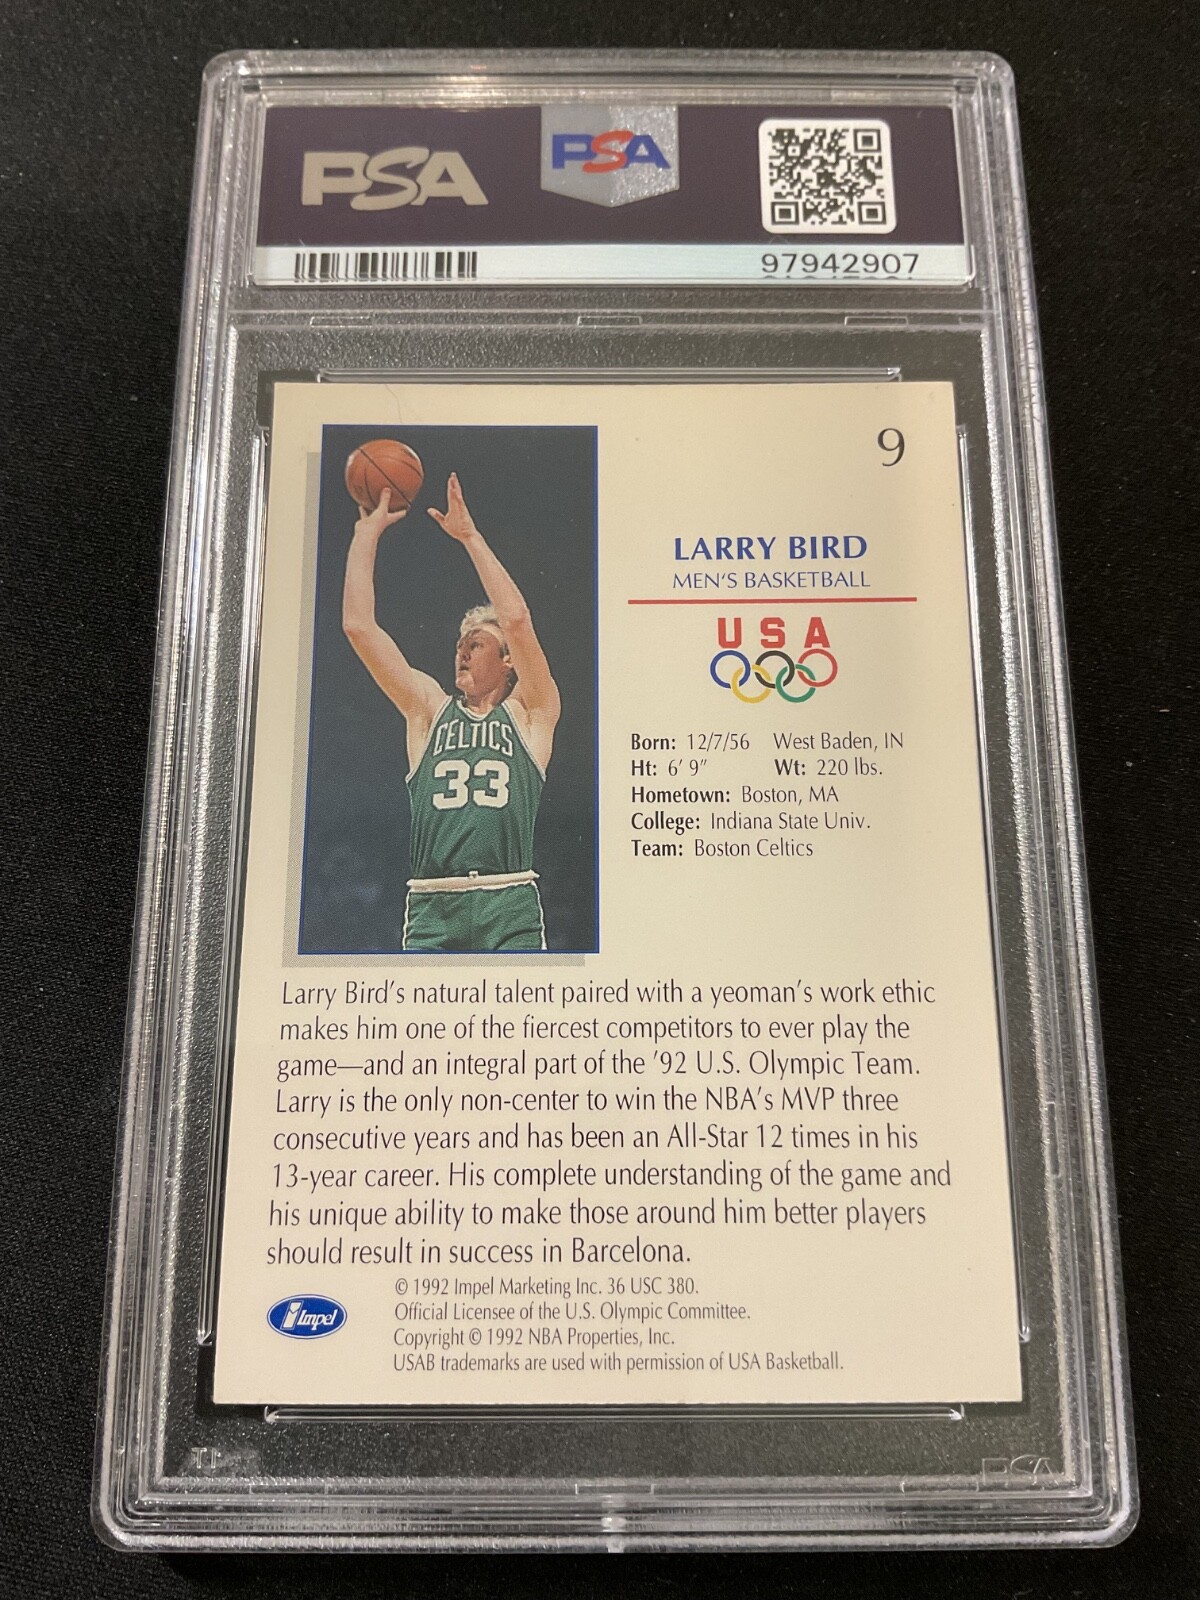 PSA
PSA
97942907
9
LARRY BIRD
MEN'S BASKETBALL
USA
Born: 12/7/56 West Baden, IN
Ht: 6' 9" Wt: 220 lbs.
Hometown: Boston, MA
College: Indiana State Univ.
Team: Boston Celtics
CELTICS
33
Larry Bird's natural talent paired with a yeoman's work ethic
makes him one of the fiercest competitors to ever play the
game—and an integral part of the '92 U.S. Olympic Team.
Larry is the only non-center to win the NBA's MVP three
consecutive years and has been an All-Star 12 times in his
13-year career. His complete understanding of the game and
his unique ability to make those around him better players
should result in success in Barcelona.
Impel
© 1992 Impel Marketing Inc. 36 USC 380.
Official Licensee of the U.S. Olympic Committee.
Copyright © 1992 NBA Properties, Inc.
USAB trademarks are used with permission of USA Basketball.
PSA